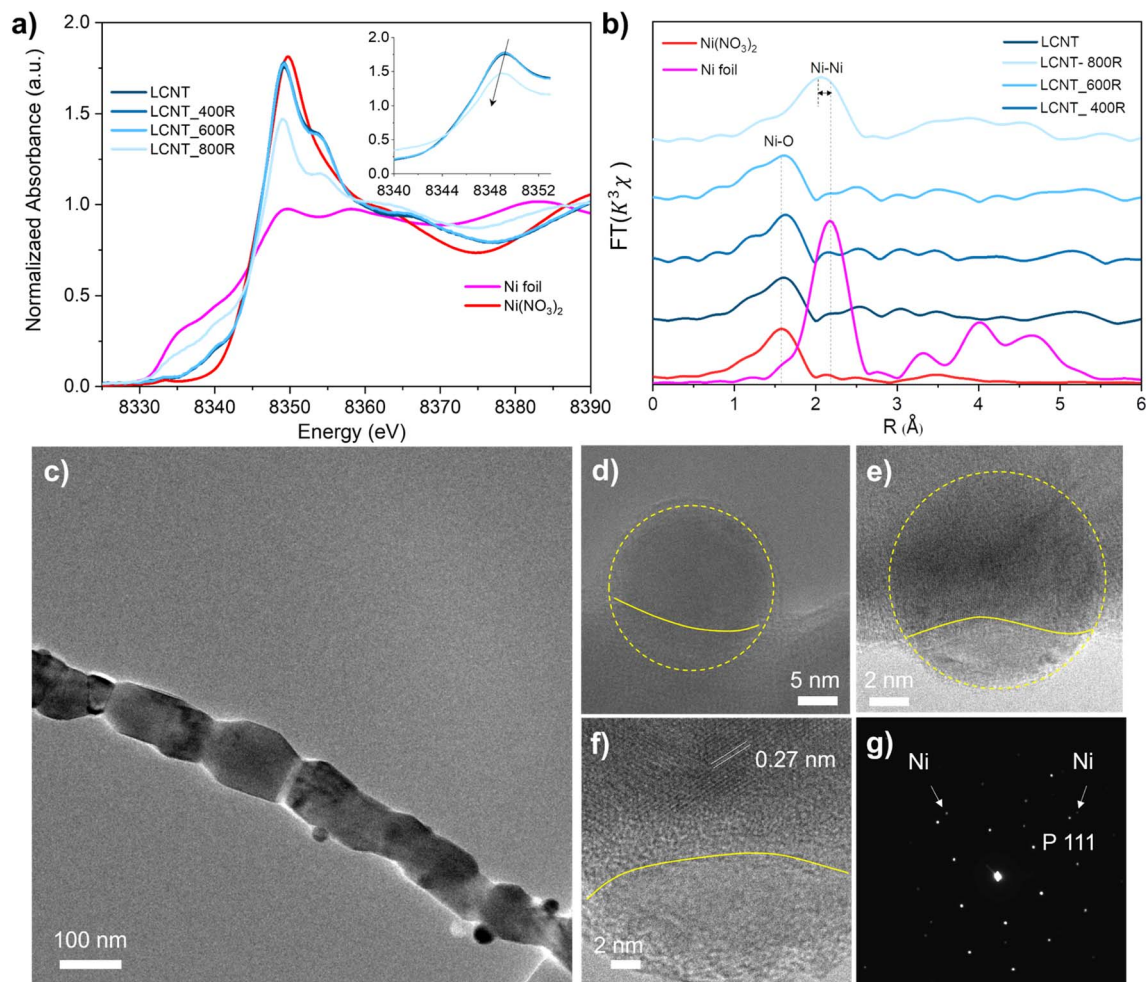 a)
2.0
1.5
1.0
0.5
0.0
Normalizaed Absorbance (a.u.)
8330 8340 8350 8360 8370 8380 8390
Energy (eV)
LCNT
LCNT_400R
LCNT_600R
LCNT_800R
2.0
1.5
1.0
0.5
0.0
8340 8344 8348 8352
Ni foil
Ni(NO₃)₂
b)
FT(K³χ)
Ni(NO₃)₂
Ni foil
Ni-Ni
Ni-O
LCNT
LCNT- 800R
LCNT_600R
LCNT_ 400R
0 1 2 3 4 5 6
R (Å)
c)
100 nm
d)
5 nm
e)
2 nm
f)
0.27 nm
2 nm
g)
Ni Ni
P 111